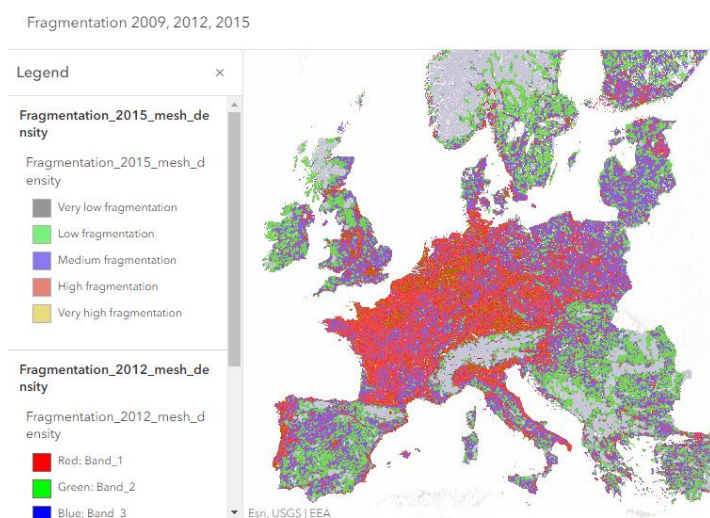 Fragmentation 2009, 2012, 2015
Legend
Fragmentation_2015_mesh_de
nsity
Fragmentation_2015_mesh_d
ensity
Very low fragmentation
Low fragmentation
Medium fragmentation
High fragmentation
Very high fragmentation
Fragmentation_2012_mesh_de
nsity
Fragmentation_2012_mesh_d
ensity
Red: Band_1
Green: Band_2
Blue: Band_3
Esri, USGS | EEA